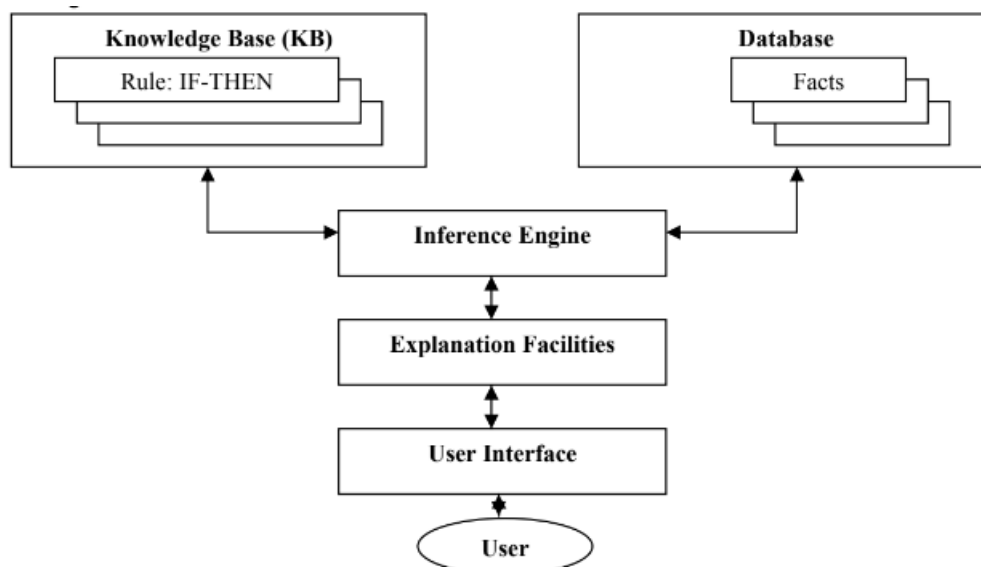 Knowledge Base (KB)
Rule: IF-THEN
Database
Facts
Inference Engine
Explanation Facilities
User Interface
User